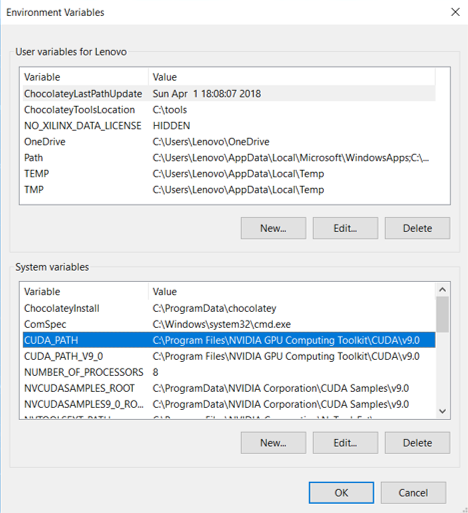 Environment Variables
User variables for Lenovo
Variable Value
ChocolateyLastPathUpdate Sun Apr 1 18:08:07 2018
ChocolateyToolsLocation C:\tools
NO_XILINX_DATA_LICENSE HIDDEN
OneDrive C:\Users\Lenovo\OneDrive
Path C:\Users\Lenovo\AppData\Local\Microsoft\WindowsApps;C:\...
TEMP C:\Users\Lenovo\AppData\Local\Temp
TMP C:\Users\Lenovo\AppData\Local\Temp
New... Edit... Delete
System variables
Variable Value
ChocolateyInstall C:\ProgramData\chocolatey
ComSpec C:\Windows\system32\cmd.exe
CUDA_PATH C:\Program Files\NVIDIA GPU Computing Toolkit\CUDA\v9.0
CUDA_PATH_V9_0 C:\Program Files\NVIDIA GPU Computing Toolkit\CUDA\v9.0
NUMBER_OF_PROCESSORS 8
NVCUDASAMPLES_ROOT C:\ProgramData\NVIDIA Corporation\CUDA Samples\v9.0
NVCUDASAMPLES9_0_RO... C:\ProgramData\NVIDIA Corporation\CUDA Samples\v9.0
New... Edit... Delete
OK Cancel